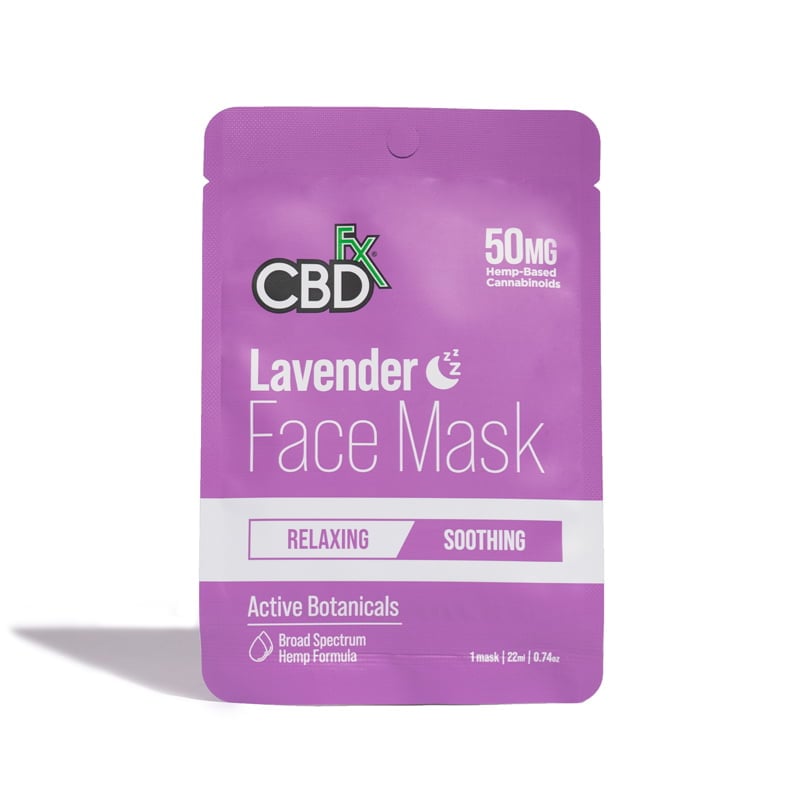 CBDFx®
50MG
Hemp-Based
Cannabinoids
Lavender zzz
Face Mask
RELAXING SOOTHING
Active Botanicals
Broad Spectrum
Hemp Formula
1 mask | 22ml | 0.74oz